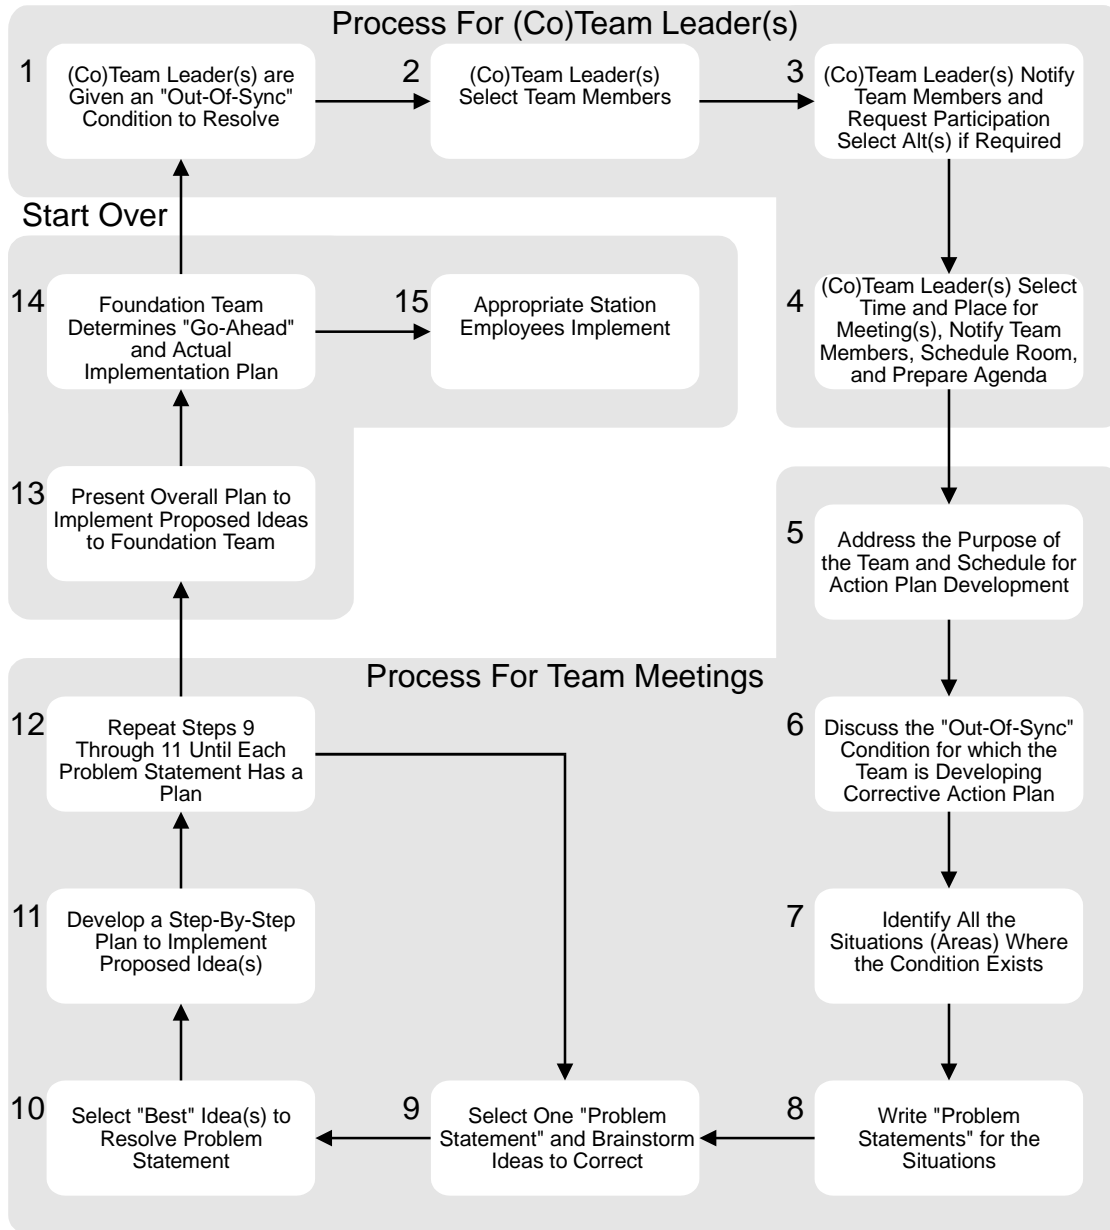 Process For (Co)Team Leader(s)
1
(Co)Team Leader(s) are
Given an "Out-Of-Sync"
Condition to Resolve
2
(Co)Team Leader(s)
Select Team Members
3
(Co)Team Leader(s) Notify
Team Members and
Request Participation
Select Alt(s) if Required
4
(Co)Team Leader(s) Select
Time and Place for
Meeting(s), Notify Team
Members, Schedule Room,
and Prepare Agenda
Start Over
14
Foundation Team
Determines "Go-Ahead"
and Actual
Implementation Plan
15
Appropriate Station
Employees Implement
13
Present Overall Plan to
Implement Proposed Ideas
to Foundation Team
5
Address the Purpose of
the Team and Schedule for
Action Plan Development
Process For Team Meetings
6
Discuss the "Out-Of-Sync"
Condition for which the
Team is Developing
Corrective Action Plan
7
Identify All the
Situations (Areas) Where
the Condition Exists
8
Write "Problem
Statements" for the
Situations
9
Select One "Problem
Statement" and Brainstorm
Ideas to Correct
10
Select "Best" Idea(s) to
Resolve Problem
Statement
11
Develop a Step-By-Step
Plan to Implement
Proposed Idea(s)
12
Repeat Steps 9
Through 11 Until Each
Problem Statement Has a
Plan